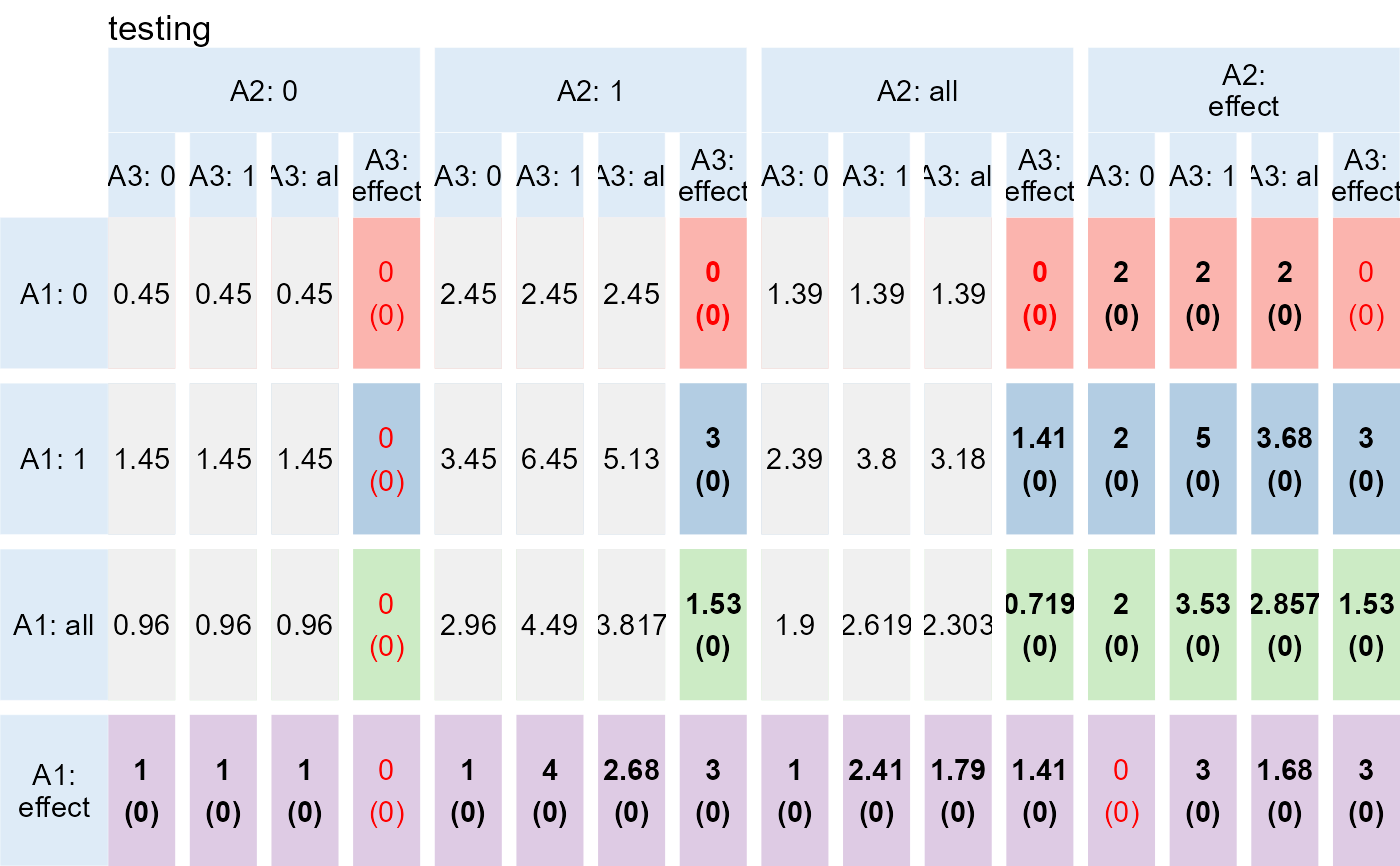 testing
A2: 0 A2: 1 A2: all A2:
effect
A3: 0 A3: 1 A3: al A3:
effect A3: 0 A3: 1 A3: al A3:
effect A3: 0 A3: 1 A3: al A3:
effect A3: 0 A3: 1 A3: al A3:
effect
A1: 0 0.45 0.45 0.45 0
(0) 2.45 2.45 2.45 0
(0) 1.39 1.39 1.39 0
(0) 2
(0) 2
(0) 2
(0) 0
(0)
A1: 1 1.45 1.45 1.45 0
(0) 3.45 6.45 5.13 3
(0) 2.39 3.8 3.18 1.41
(0) 2
(0) 5
(0) 3.68
(0) 3
(0)
A1: all 0.96 0.96 0.96 0
(0) 2.96 4.49 3.817 1.53
(0) 1.9 2.619 2.303 0.719
(0) 2
(0) 3.53
(0) 2.857
(0) 1.53
(0)
A1:
effect 1
(0) 1
(0) 1
(0) 0
(0) 1
(0) 4
(0) 2.68
(0) 3
(0) 1
(0) 2.41
(0) 1.79
(0) 1.41
(0) 0
(0) 3
(0) 1.68
(0) 3
(0)